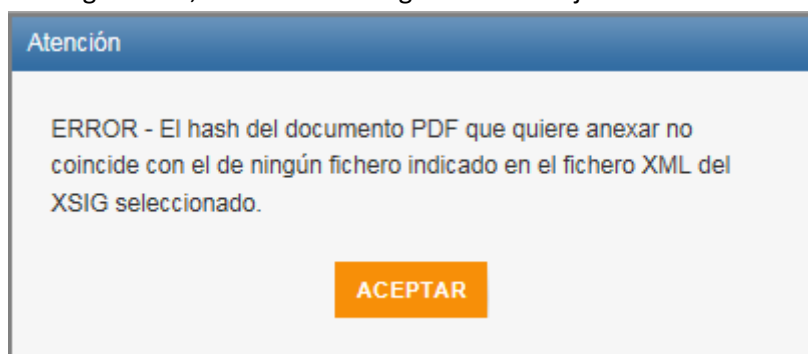 Atención
ERROR - El hash del documento PDF que quiere anexar no
coincide con el de ningún fichero indicado en el fichero XML del
XSIG seleccionado.
ACEPTAR